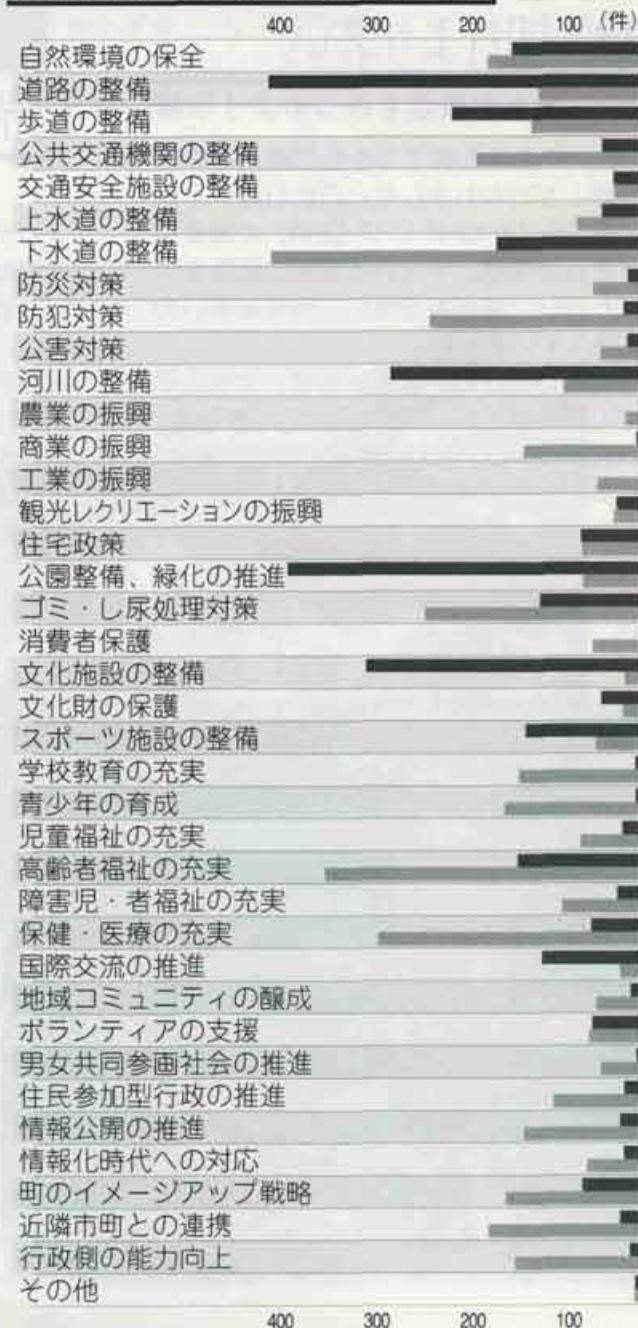 400 300 200 100 (件)
自然環境の保全
道路の整備
歩道の整備
公共交通機関の整備
交通安全施設の整備
上水道の整備
下水道の整備
防災対策
防犯対策
公害対策
河川の整備
農業の振興
商業の振興
工業の振興
観光レクリエーションの振興
住宅政策
公園整備、緑化の推進
ゴミ・し尿処理対策
消費者保護
文化施設の整備
文化財の保護
スポーツ施設の整備
学校教育の充実
青少年の育成
児童福祉の充実
高齢者福祉の充実
障害児・者福祉の充実
保健・医療の充実
国際交流の推進
地域コミュニティの醸成
ボランティアの支援
男女共同参画社会の推進
住民参加型行政の推進
情報公開の推進
情報化時代への対応
町のイメージアップ戦略
近隣市町との連携
行政側の能力向上
その他
400 300 200 100